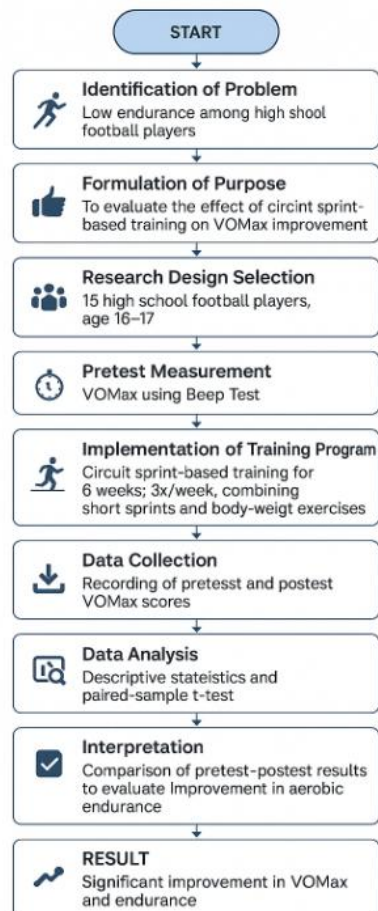 START
Identification of Problem
Low endurance among high shool
football players
Formulation of Purpose
To evaluate the effect of circint sprint-
based training on VOMax improvement
Research Design Selection
15 high school football players,
age 16–17
Pretest Measurement
VOMax using Beep Test
Implementation of Training Program
Circuit sprint-based training for
6 weeks; 3x/week, combining
short sprints and body-weigt exercises
Data Collection
Recording of pretesst and postest
VOMax scores
Data Analysis
Descriptive stateistics and
paired-sample t-test
Interpretation
Comparison of pretest-postest results
to evaluate Improvement in aerobic
endurance
RESULT
Significant improvement in VOMax
and endurance